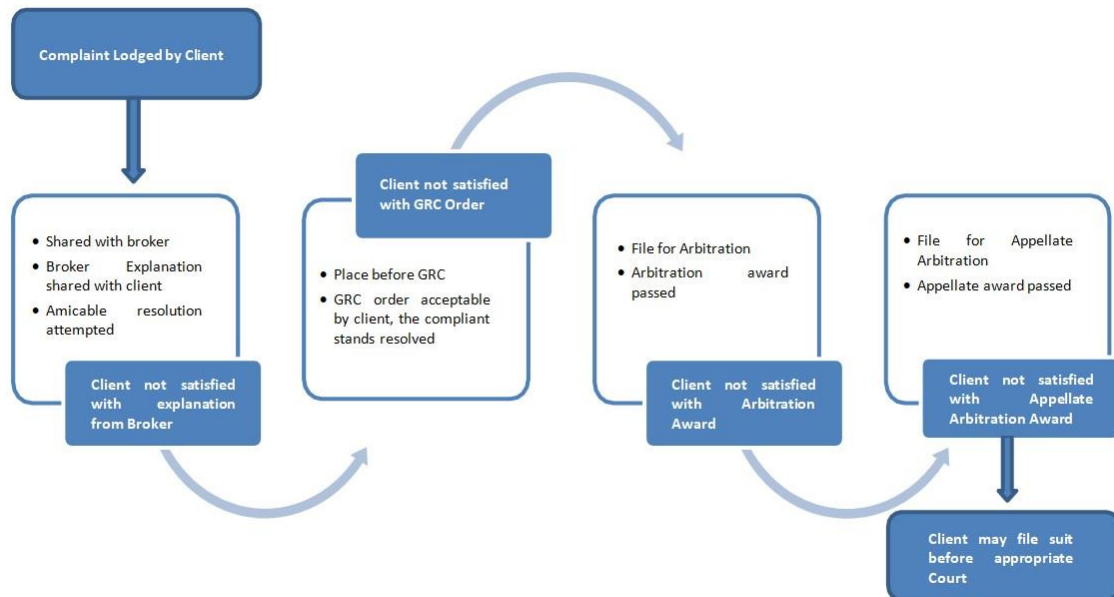 Complaint Lodged by Client
• Shared with broker
• Broker Explanation
shared with client
• Amicable resolution
attempted
Client not satisfied
with explanation
from Broker
Client not satisfied
with GRC Order
• Place before GRC
• GRC order acceptable
by client, the compliant
stands resolved
• File for Arbitration
• Arbitration award
passed
Client not satisfied
with Arbitration
Award
• File for Appellate
Arbitration
• Appellate award passed
Client not satisfied
with Appellate
Arbitration Award
Client may file suit
before appropriate
Court